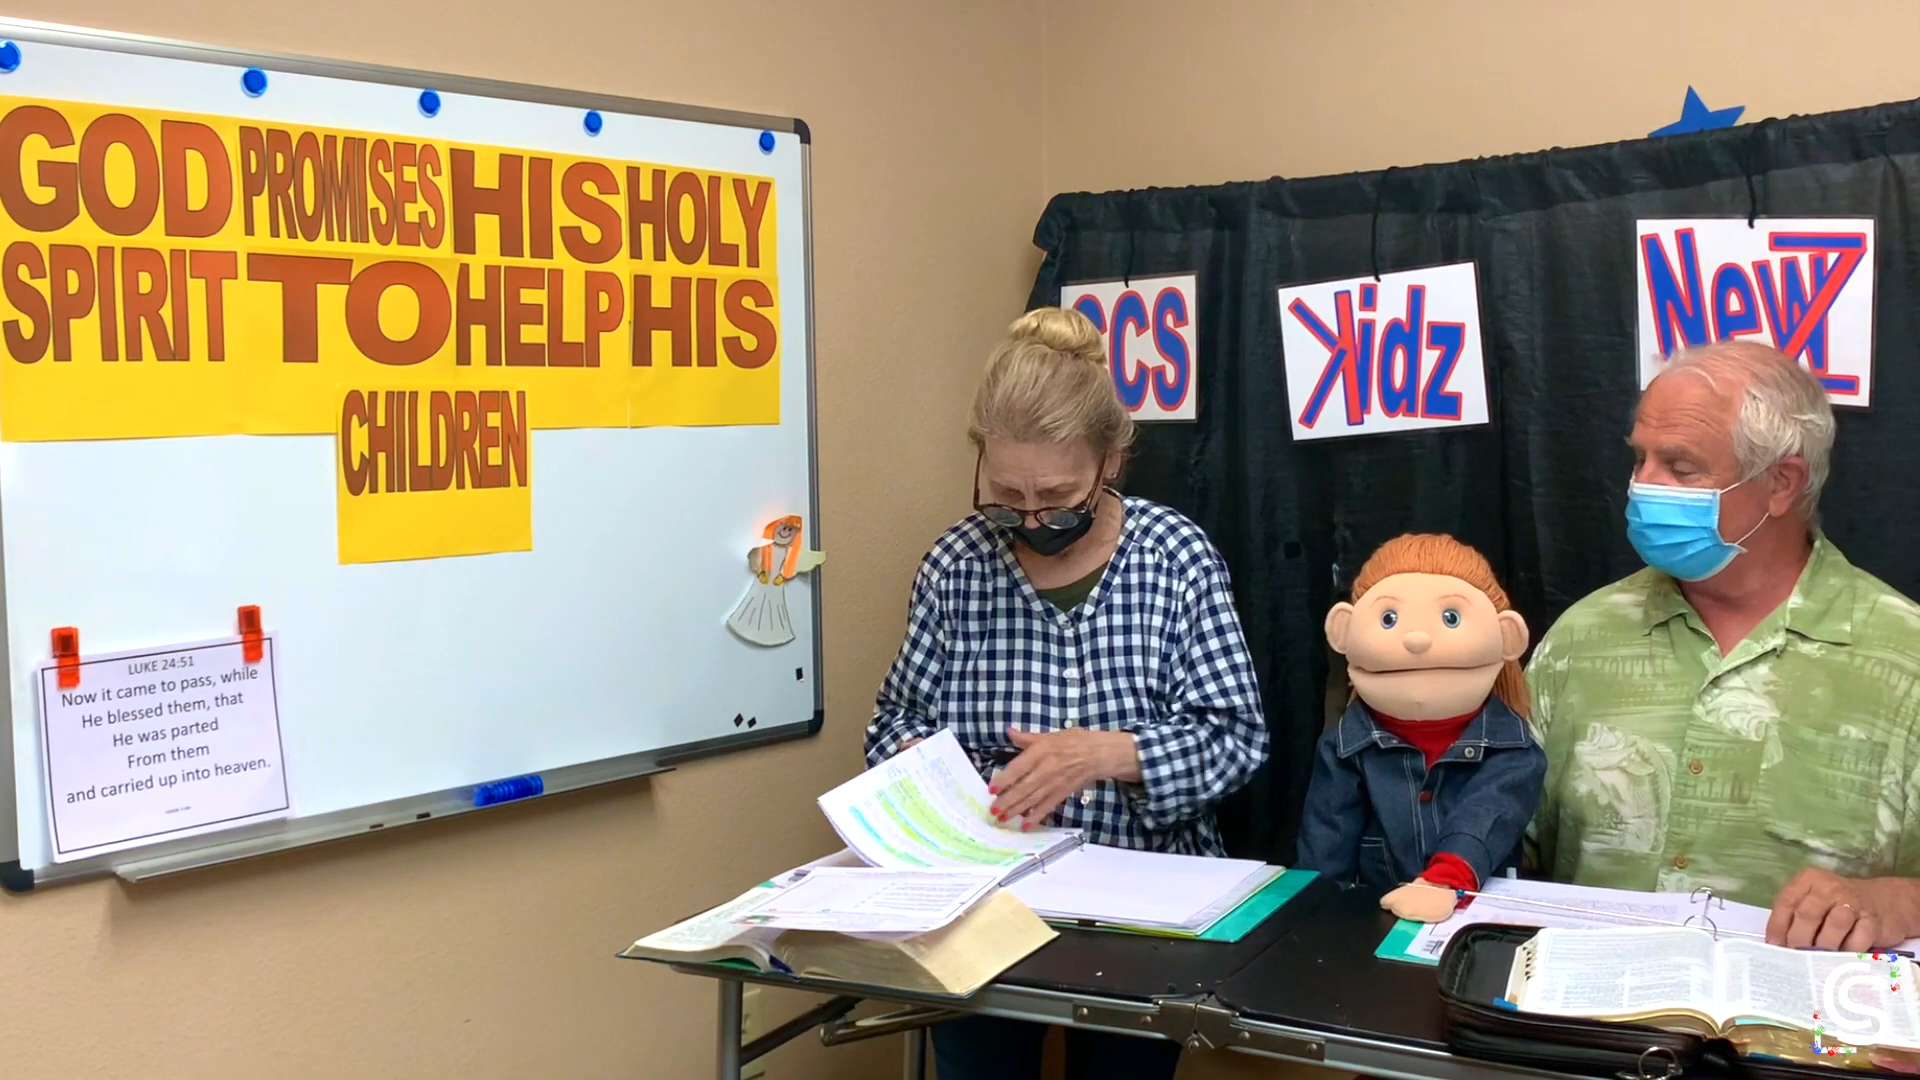 GOD PROMISES HIS HOLY
SPIRIT TO HELP HIS
CHILDREN
LUKE 24:51
Now it came to pass, while
He blessed them, that
He was parted
From them
and carried up into heaven.
CCS
Kidz
NewZ